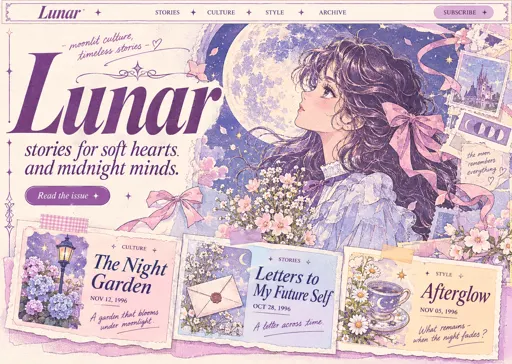 Lunar
STORIES
CULTURE
STYLE
ARCHIVE
SUBSCRIBE
moonlit culture,
timeless stories
Lunar
stories for soft hearts.
and midnight minds.
Read the issue
the moon
remembers
everything
CULTURE
The Night
Garden
NOV 12, 1996
A garden that blooms
under moonlight
STORIES
Letters to
My Future Self
OCT 28, 1996
A letter across time.
STYLE
Afterglow
NOV 05, 1996
What remains
when the night fades?